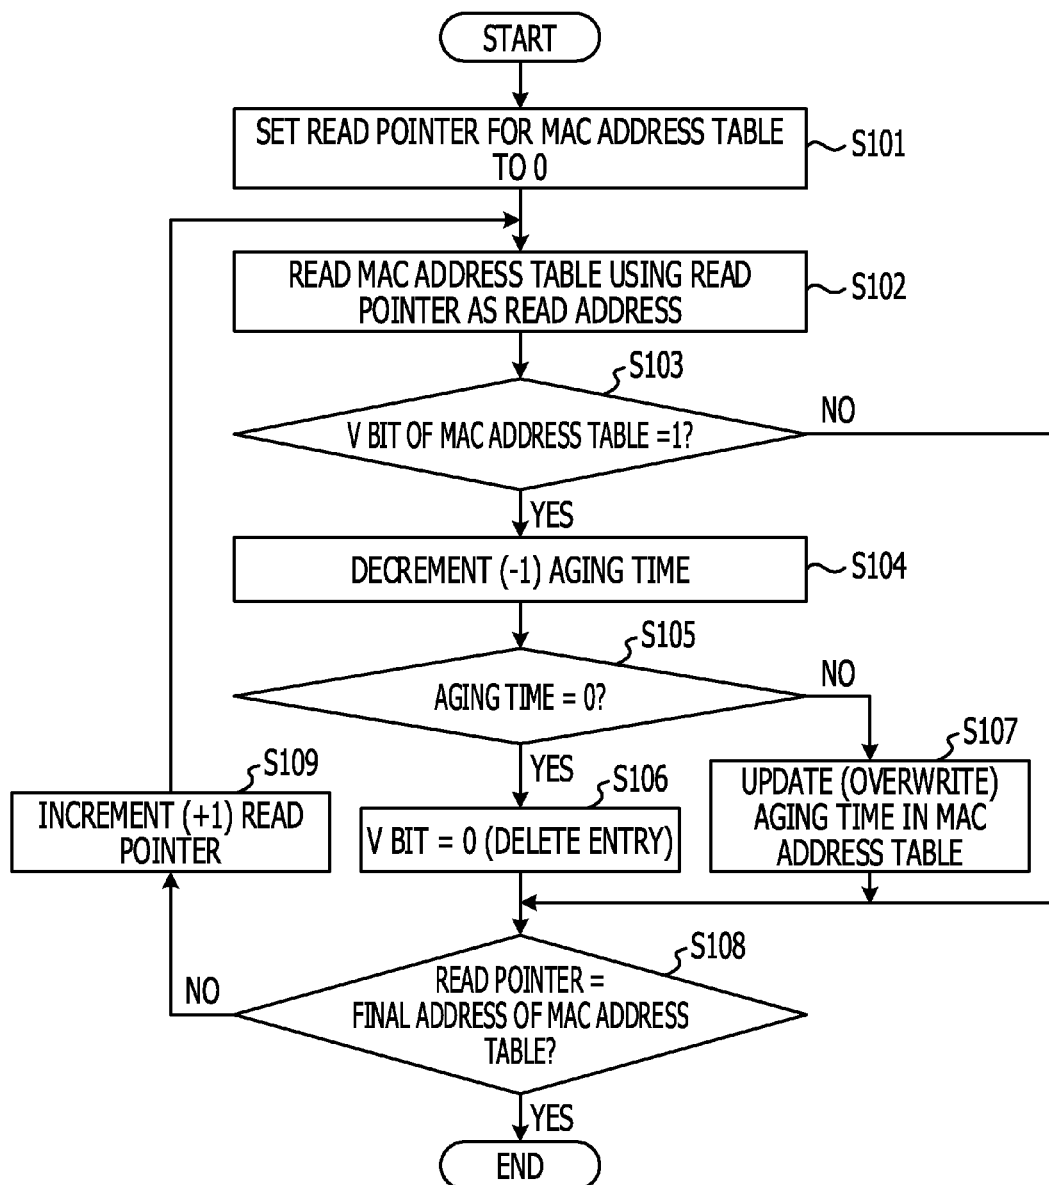 START
SET READ POINTER FOR MAC ADDRESS TABLE
TO 0
S101
READ MAC ADDRESS TABLE USING READ
POINTER AS READ ADDRESS
S102
S103
V BIT OF MAC ADDRESS TABLE =1?
NO
YES
DECREMENT (-1) AGING TIME
S104
S105
AGING TIME = 0?
NO
YES
S106
V BIT = 0 (DELETE ENTRY)
S107
UPDATE (OVERWRITE)
AGING TIME IN MAC
ADDRESS TABLE
S109
INCREMENT (+1) READ
POINTER
S108
READ POINTER =
FINAL ADDRESS OF MAC ADDRESS
TABLE?
NO
YES
END